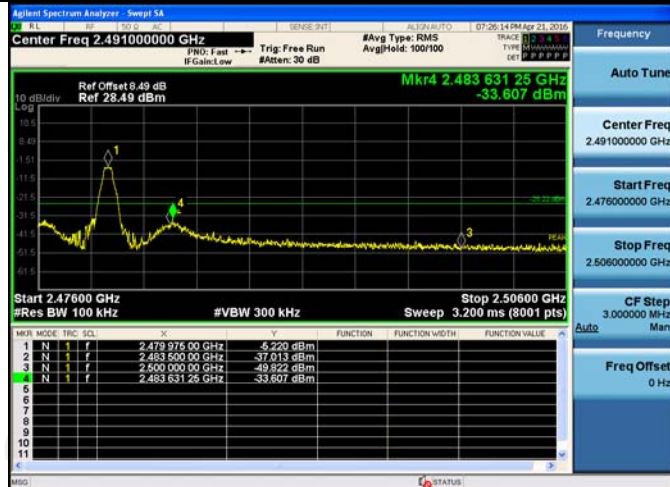 Agilent Spectrum Analyzer - Swept SA
RL RF 50 Ω AC SENSE:INT ALIGN AUTO 07:26:14 PM Apr 21, 2016
Center Freq 2.491000000 GHz
PNO: Fast
IFGain:Low
Trig: Free Run
#Atten: 30 dB
#Avg Type: RMS
Avg|Hold: 100/100
TRACE 1 2 3 4 5 6
TYPE M W W W W W
DET P P P P P P
Ref Offset 8.49 dB
Ref 28.49 dBm
10 dB/div
Log
Mkr4 2.483 631 25 GHz
-33.607 dBm
-1.51
-11.5
-21.5
-31.5
-41.5
-51.5
-61.5
1
4
3
PEAK
Start 2.47600 GHz
Stop 2.50600 GHz
#Res BW 100 kHz
#VBW 300 kHz
Sweep 3.200 ms (8001 pts)
MKR MODE TRC SCL X Y FUNCTION FUNCTION WIDTH FUNCTION VALUE
1 N 1 f 2.479 975 00 GHz -5.220 dBm
2 N 1 f 2.483 500 00 GHz -37.013 dBm
3 N 1 f 2.500 000 00 GHz -49.822 dBm
4 N 1 f 2.483 631 25 GHz -33.607 dBm
5
6
7
8
9
10
11
MSG
STATUS
Frequency
Auto Tune
Center Freq
2.491000000 GHz
Start Freq
2.476000000 GHz
Stop Freq
2.506000000 GHz
CF Step
3.000000 MHz
Auto Man
Freq Offset
0 Hz